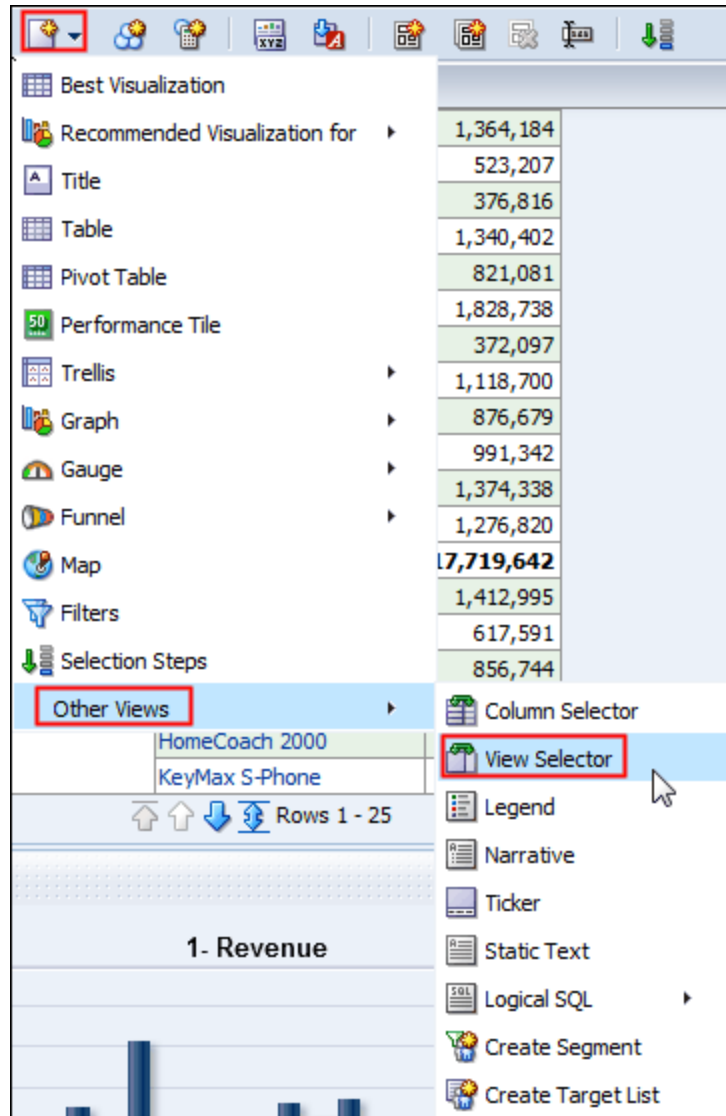 XYZ
Best Visualization
Recommended Visualization for
1,364,184
523,207
Title
376,816
Table
1,340,402
Pivot Table
821,081
1,828,738
50
Performance Tile
372,097
Trellis
1,118,700
Graph
876,679
991,342
Gauge
1,374,338
Funnel
1,276,820
Map
17,719,642
1,412,995
Filters
617,591
Selection Steps
856,744
Other Views
Column Selector
HomeCoach 2000
View Selector
KeyMax S-Phone
Rows 1 - 25
Legend
Narrative
Ticker
1- Revenue
Static Text
SQL
Logical SQL
Create Segment
Create Target List